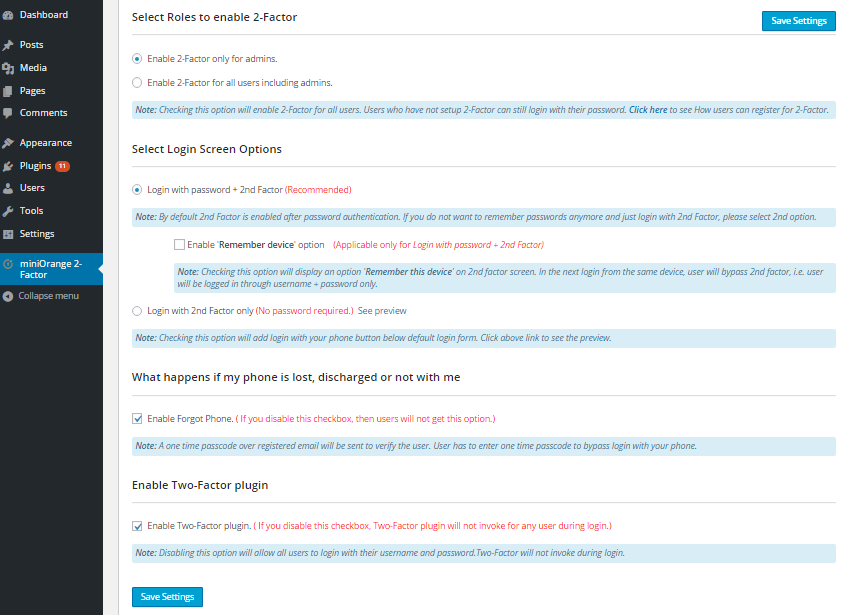 Dashboard
Posts
Media
Pages
Comments
Appearance
Plugins 11
Users
Tools
Settings
miniOrange 2-
Factor
Collapse menu
Select Roles to enable 2-Factor
Save Settings
Enable 2-Factor only for admins.
Enable 2-Factor for all users including admins.
Note: Checking this option will enable 2-Factor for all users. Users who have not setup 2-Factor can still login with their password. Click here to see How users can register for 2-Factor.
Select Login Screen Options
Login with password + 2nd Factor (Recommended)
Note: By default 2nd Factor is enabled after password authentication. If you do not want to remember passwords anymore and just login with 2nd Factor, please select 2nd option.
Enable 'Remember device' option (Applicable only for Login with password + 2nd Factor)
Note: Checking this option will display an option 'Remember this device' on 2nd factor screen. In the next login from the same device, user will bypass 2nd factor, i.e. user
will be logged in through username + password only.
Login with 2nd Factor only (No password required.) See preview
Note: Checking this option will add login with your phone button below default login form. Click above link to see the preview.
What happens if my phone is lost, discharged or not with me
Enable Forgot Phone. ( If you disable this checkbox, then users will not get this option.)
Note: A one time passcode over registered email will be sent to verify the user. User has to enter one time passcode to bypass login with your phone.
Enable Two-Factor plugin
Enable Two-Factor plugin. ( If you disable this checkbox, Two-Factor plugin will not invoke for any user during login.)
Note: Disabling this option will allow all users to login with their username and password.Two-Factor will not invoke during login.
Save Settings